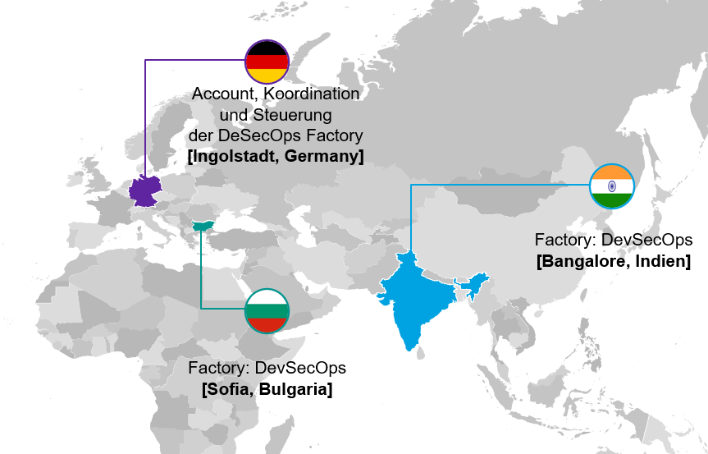 Account, Koordination
und Steuerung
der DeSecOps Factory
[Ingolstadt, Germany]
Factory: DevSecOps
[Bangalore, Indien]
Factory: DevSecOps
[Sofia, Bulgaria]